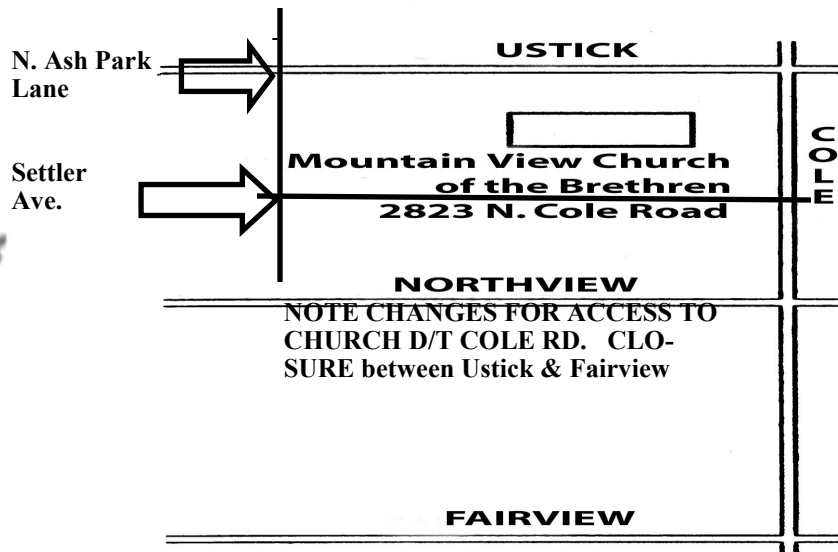 N. Ash Park
Lane
USTICK
COLE
Settler
Ave.
Mountain View Church
of the Brethren
2823 N. Cole Road
NORTHVIEW
NOTE CHANGES FOR ACCESS TO
CHURCH D/T COLE RD. CLO-
SURE between Ustick & Fairview
FAIRVIEW